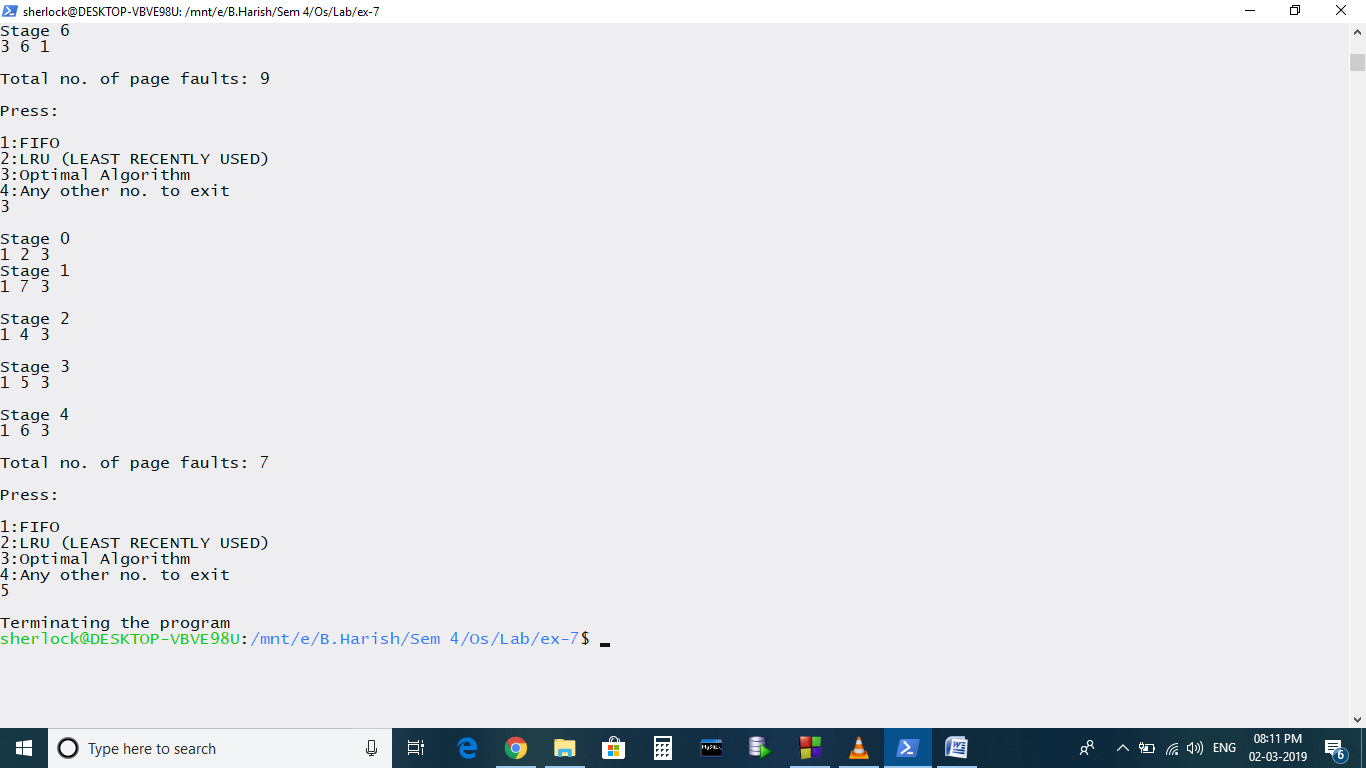 sherlock@DESKTOP-VBVE98U: /mnt/e/B.Harish/Sem 4/Os/Lab/ex-7
Stage 6
3 6 1
Total no. of page faults: 9
Press:
1:FIFO
2:LRU (LEAST RECENTLY USED)
3:Optimal Algorithm
4:Any other no. to exit
3
Stage 0
1 2 3
Stage 1
1 7 3
Stage 2
1 4 3
Stage 3
1 5 3
Stage 4
1 6 3
Total no. of page faults: 7
Press:
1:FIFO
2:LRU (LEAST RECENTLY USED)
3:Optimal Algorithm
4:Any other no. to exit
5
Terminating the program
sherlock@DESKTOP-VBVE98U:/mnt/e/B.Harish/Sem 4/Os/Lab/ex-7$
Type here to search
MySQL
ENG
08:11 PM
02-03-2019
6